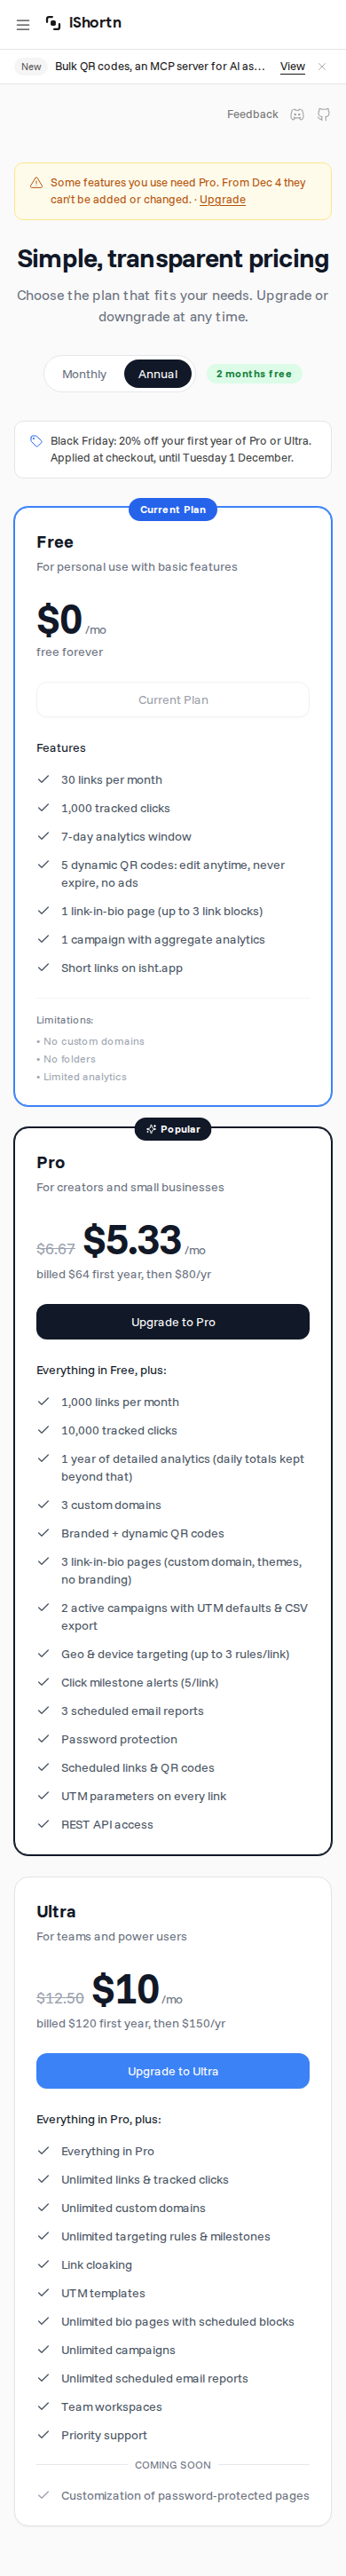 IShortn
New Bulk QR codes, an MCP server for AI as... View
Feedback
Some features you use need Pro. From Dec 4 they
can't be added or changed. · Upgrade
Simple, transparent pricing
Choose the plan that fits your needs. Upgrade or
downgrade at any time.
Monthly Annual 2 months free
Black Friday: 20% off your first year of Pro or Ultra.
Applied at checkout, until Tuesday 1 December.
Current Plan
Free
For personal use with basic features
$0 /mo
free forever
Current Plan
Features
30 links per month
1,000 tracked clicks
7-day analytics window
5 dynamic QR codes: edit anytime, never
expire, no ads
1 link-in-bio page (up to 3 link blocks)
1 campaign with aggregate analytics
Short links on isht.app
Limitations:
• No custom domains
• No folders
• Limited analytics
Popular
Pro
For creators and small businesses
$6.67 $5.33 /mo
billed $64 first year, then $80/yr
Upgrade to Pro
Everything in Free, plus:
1,000 links per month
10,000 tracked clicks
1 year of detailed analytics (daily totals kept
beyond that)
3 custom domains
Branded + dynamic QR codes
3 link-in-bio pages (custom domain, themes,
no branding)
2 active campaigns with UTM defaults & CSV
export
Geo & device targeting (up to 3 rules/link)
Click milestone alerts (5/link)
3 scheduled email reports
Password protection
Scheduled links & QR codes
UTM parameters on every link
REST API access
Ultra
For teams and power users
$12.50 $10 /mo
billed $120 first year, then $150/yr
Upgrade to Ultra
Everything in Pro, plus:
Everything in Pro
Unlimited links & tracked clicks
Unlimited custom domains
Unlimited targeting rules & milestones
Link cloaking
UTM templates
Unlimited bio pages with scheduled blocks
Unlimited campaigns
Unlimited scheduled email reports
Team workspaces
Priority support
COMING SOON
Customization of password-protected pages